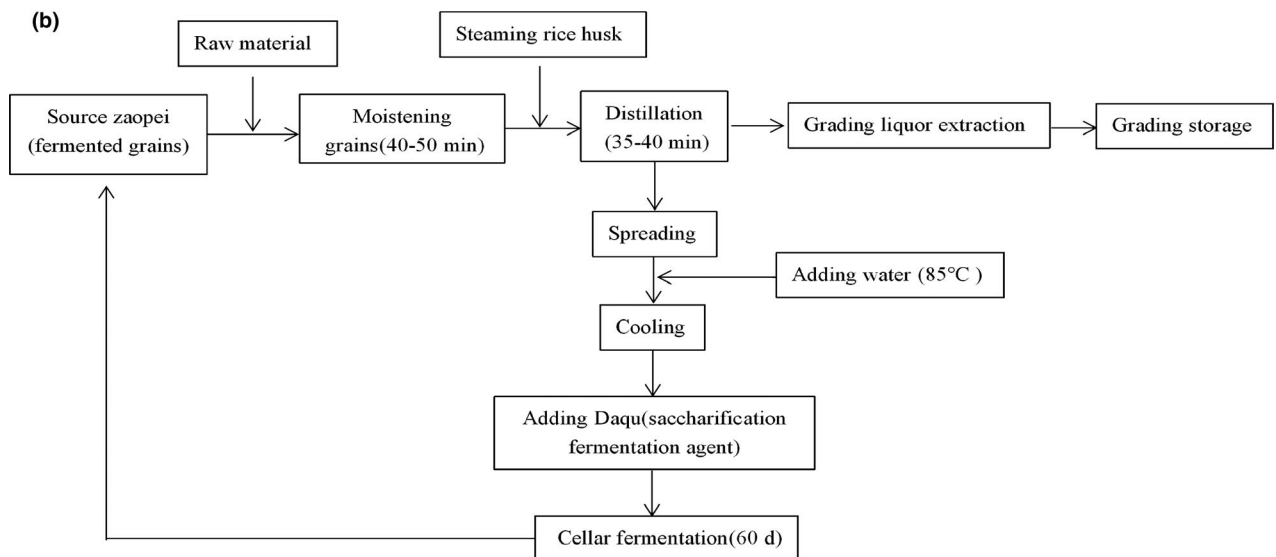 (b)
Raw material
Steaming rice husk
Source zaopei
(fermented grains)
Moistening
grains(40-50 min)
Distillation
(35-40 min)
Grading liquor extraction
Grading storage
Spreading
Adding water (85°C )
Cooling
Adding Daqu(saccharification
fermentation agent)
Cellar fermentation(60 d)